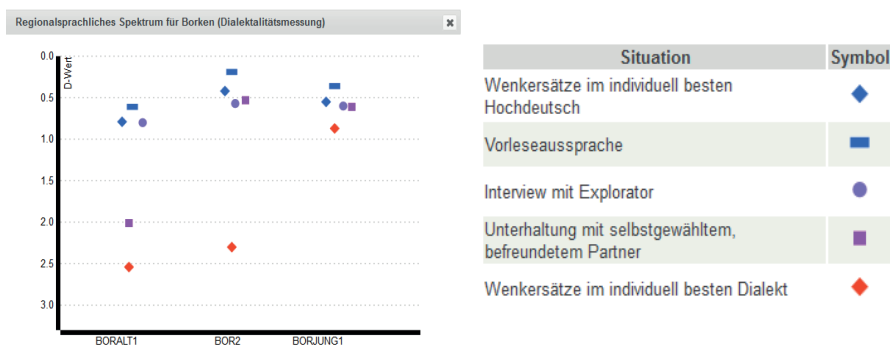 Regionalsprachliches Spektrum für Borken (Dialektalitätsmessung)
D-Wert
0.0
0.5
1.0
1.5
2.0
2.5
3.0
BORALT1 BOR2 BORJUNG1
Situation Symbol
Wenkersätze im individuell besten
Hochdeutsch
Vorleseaussprache
Interview mit Explorator
Unterhaltung mit selbstgewähltem,
befreundetem Partner
Wenkersätze im individuell besten Dialekt